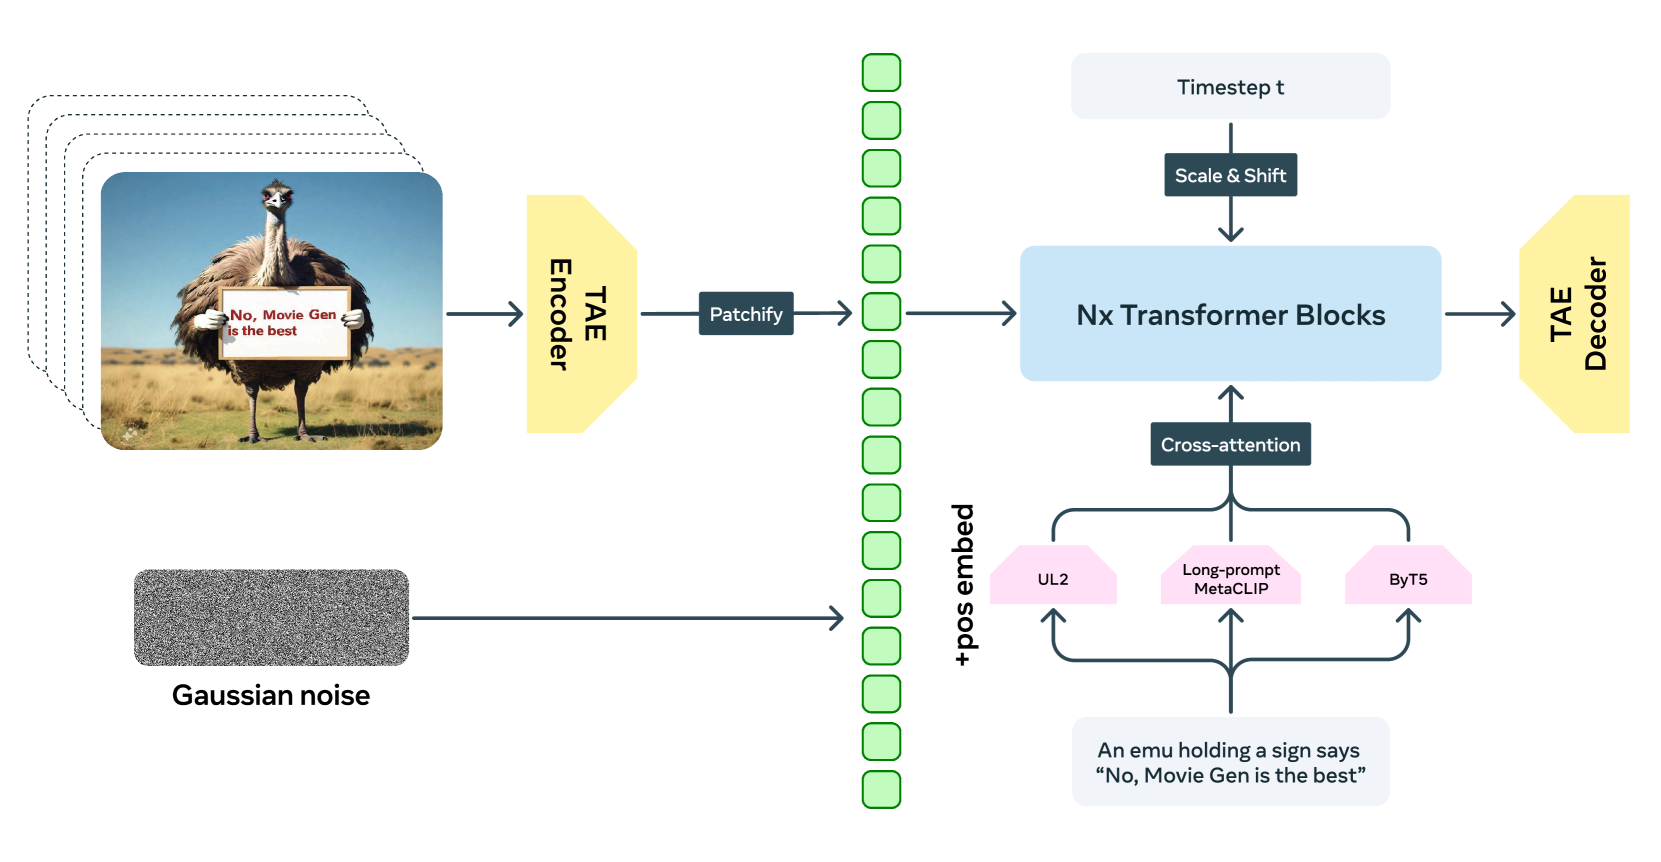 No, Movie Gen
is the best
TAE
Encoder
Patchify
Gaussian noise
+pos embed
Timestep t
Scale & Shift
Nx Transformer Blocks
Cross-attention
UL2
Long-prompt
MetaCLIP
ByT5
An emu holding a sign says
“No, Movie Gen is the best”
TAE
Decoder